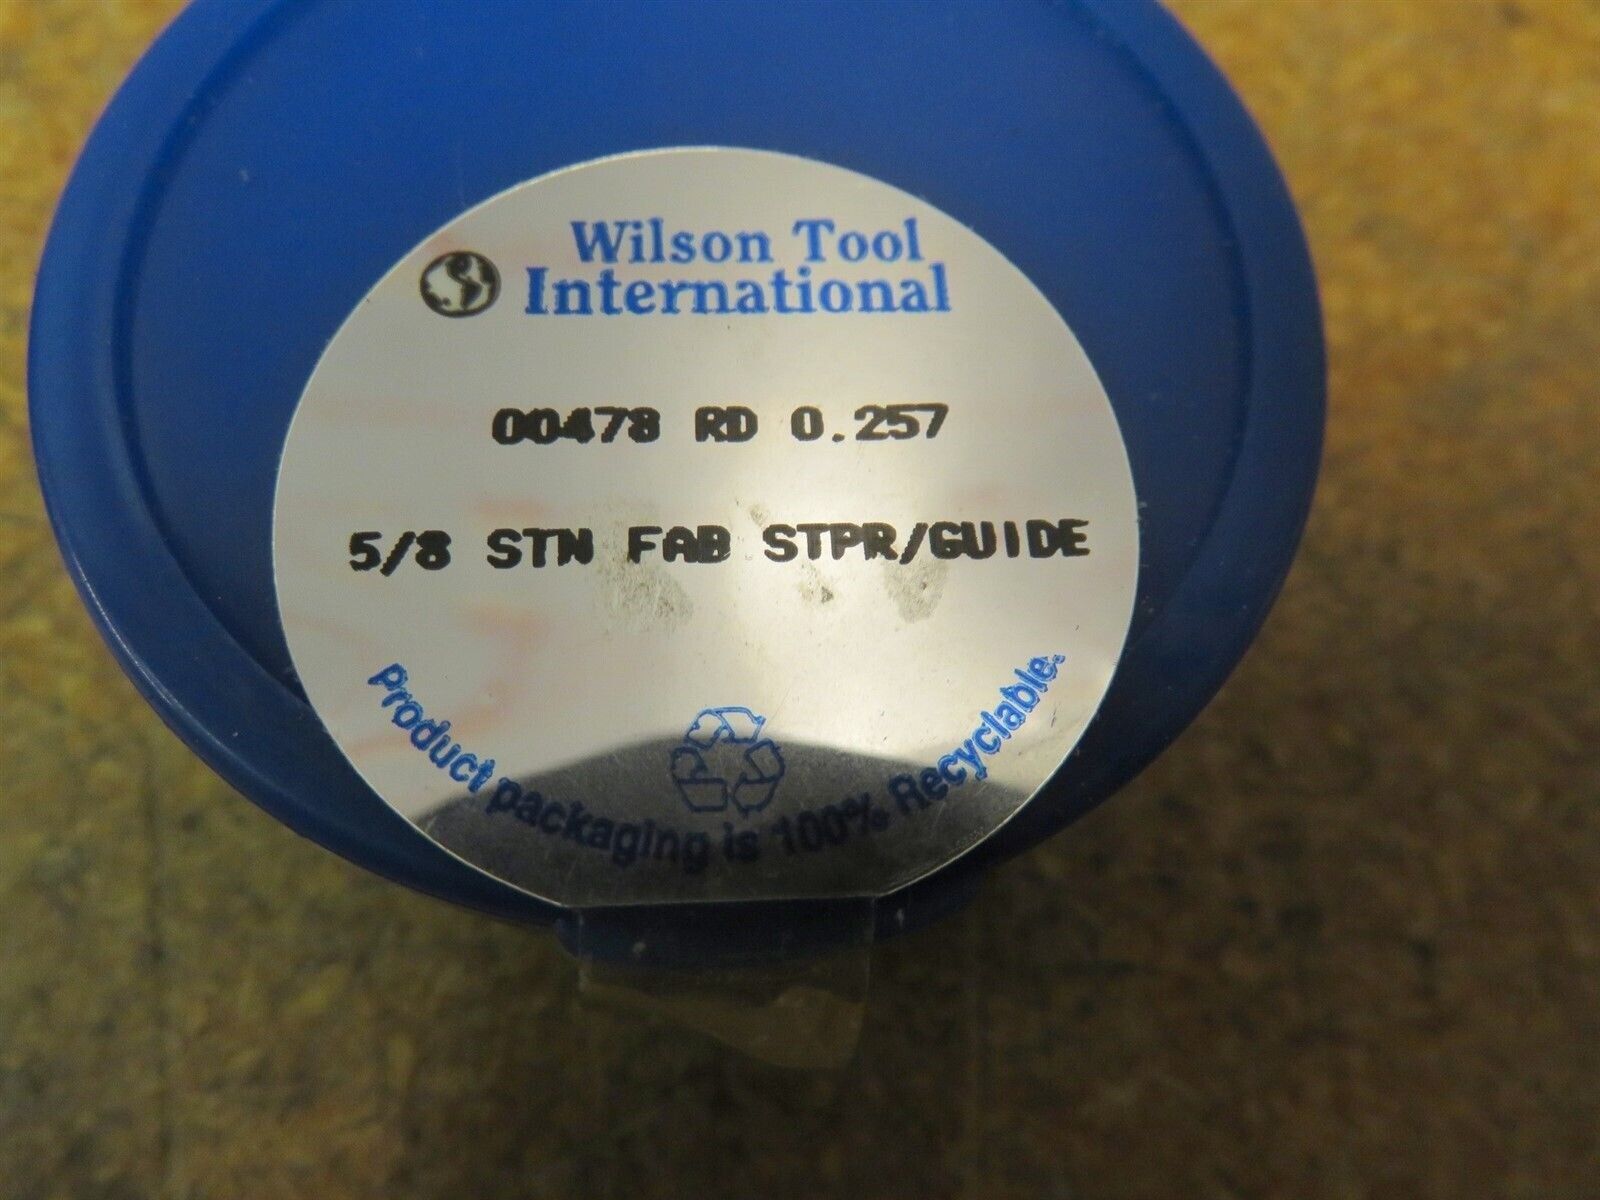 Wilson Tool
International
00478 RD 0.257
5/8 STN FAB STPR/GUIDE
Product packaging is 100% Recyclable.